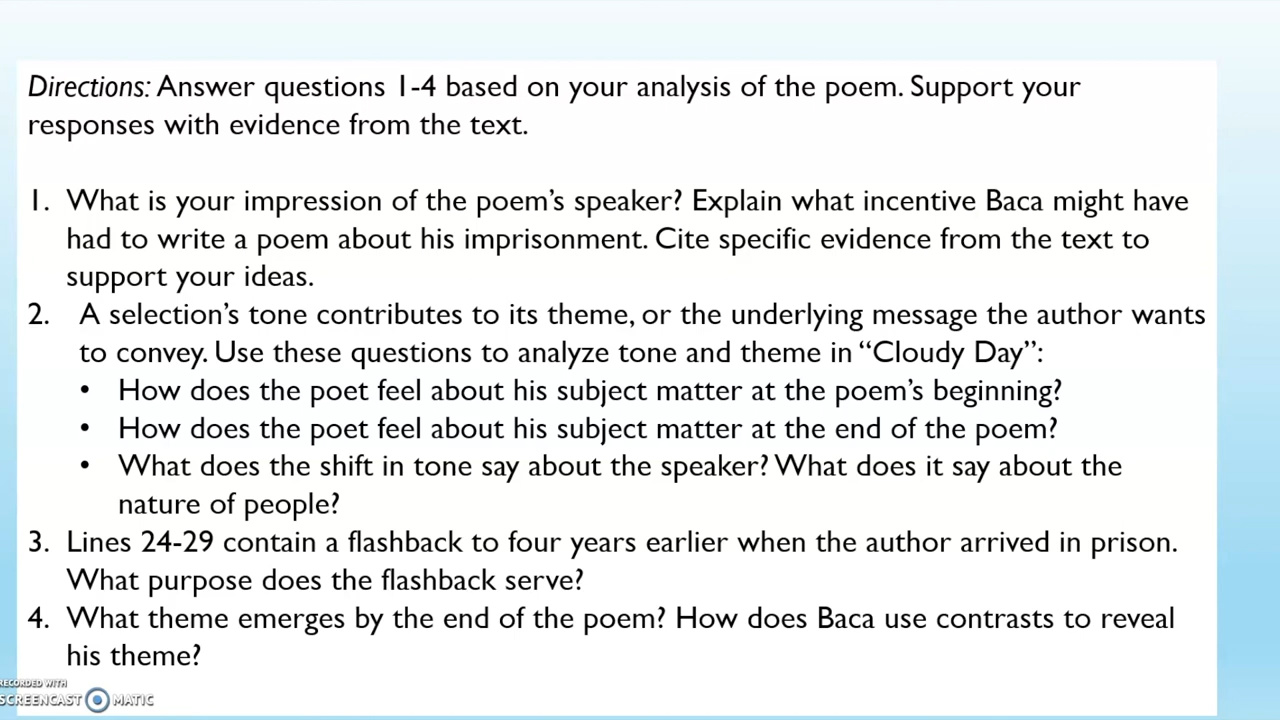 Directions: Answer questions 1-4 based on your analysis of the poem. Support your
responses with evidence from the text.
1. What is your impression of the poem's speaker? Explain what incentive Baca might have
had to write a poem about his imprisonment. Cite specific evidence from the text to
support your ideas.
2. A selection's tone contributes to its theme, or the underlying message the author wants
to convey. Use these questions to analyze tone and theme in “Cloudy Day”:
• How does the poet feel about his subject matter at the poem's beginning?
• How does the poet feel about his subject matter at the end of the poem?
• What does the shift in tone say about the speaker? What does it say about the
nature of people?
3. Lines 24-29 contain a flashback to four years earlier when the author arrived in prison.
What purpose does the flashback serve?
4. What theme emerges by the end of the poem? How does Baca use contrasts to reveal
his theme?
RECORDED WITH
SCREENCAST MATIC